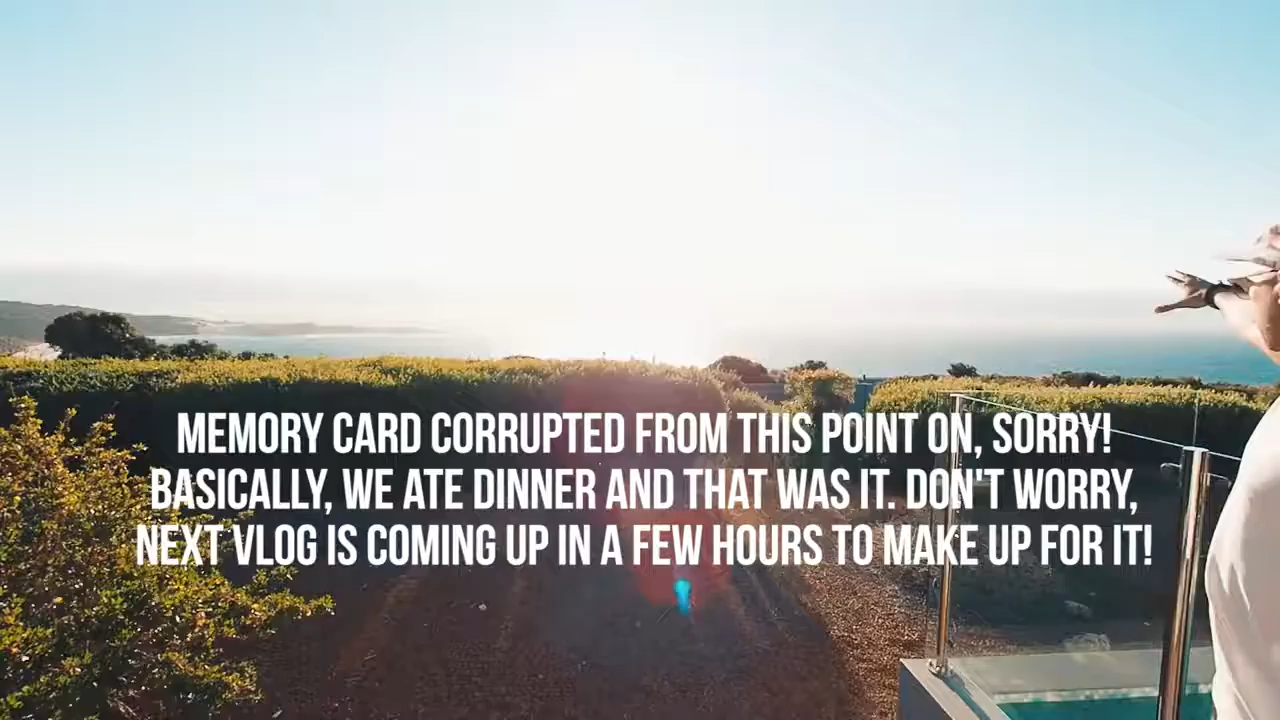 MEMORY CARD CORRUPTED FROM THIS POINT ON, SORRY!
BASICALLY, WE ATE DINNER AND THAT WAS IT. DON'T WORRY,
NEXT VLOG IS COMING UP IN A FEW HOURS TO MAKE UP FOR IT!